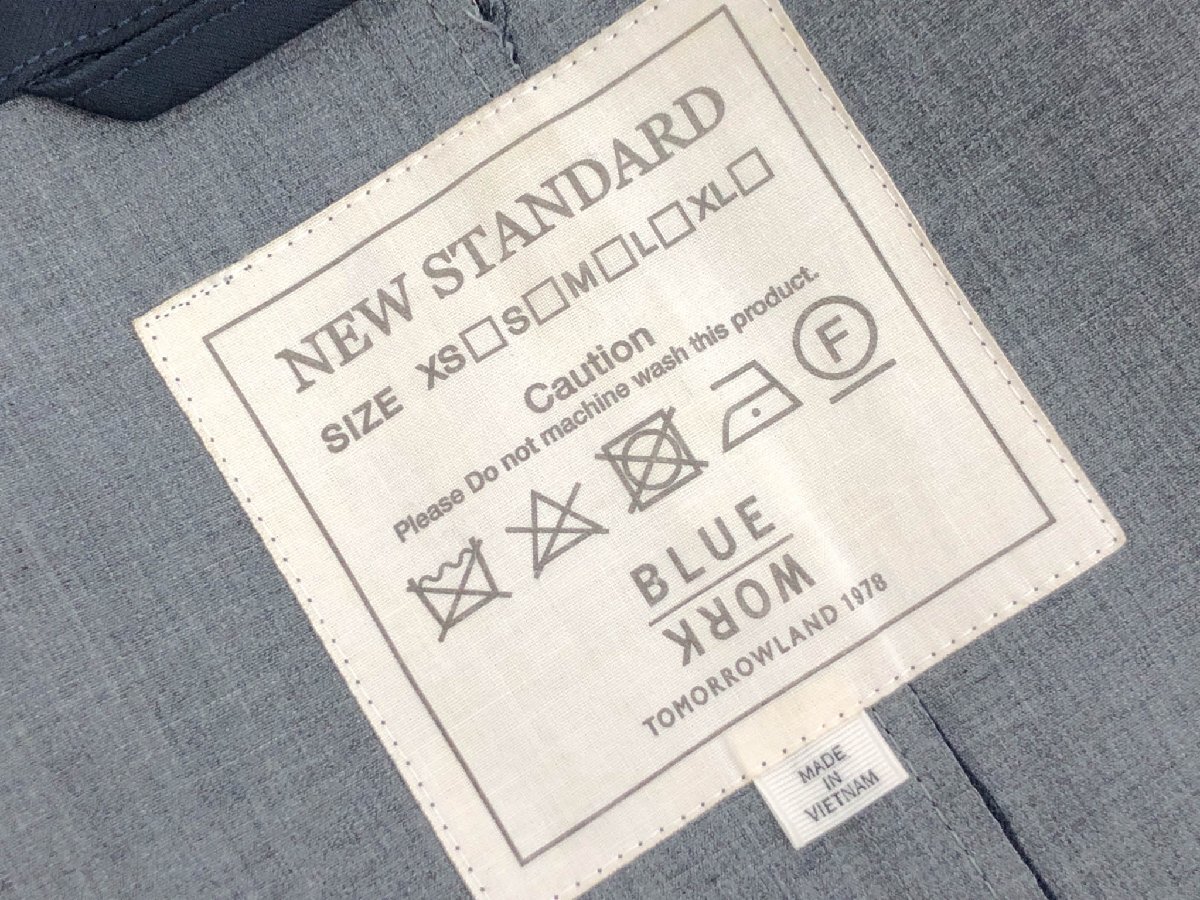 NEW STANDARD
SIZE XS□ S□ M□ L□ XL□
Caution
Please Do not machine wash this product.
F
BLUE
WORK
TOMORROWLAND 1978
MADE
IN
VIETNAM